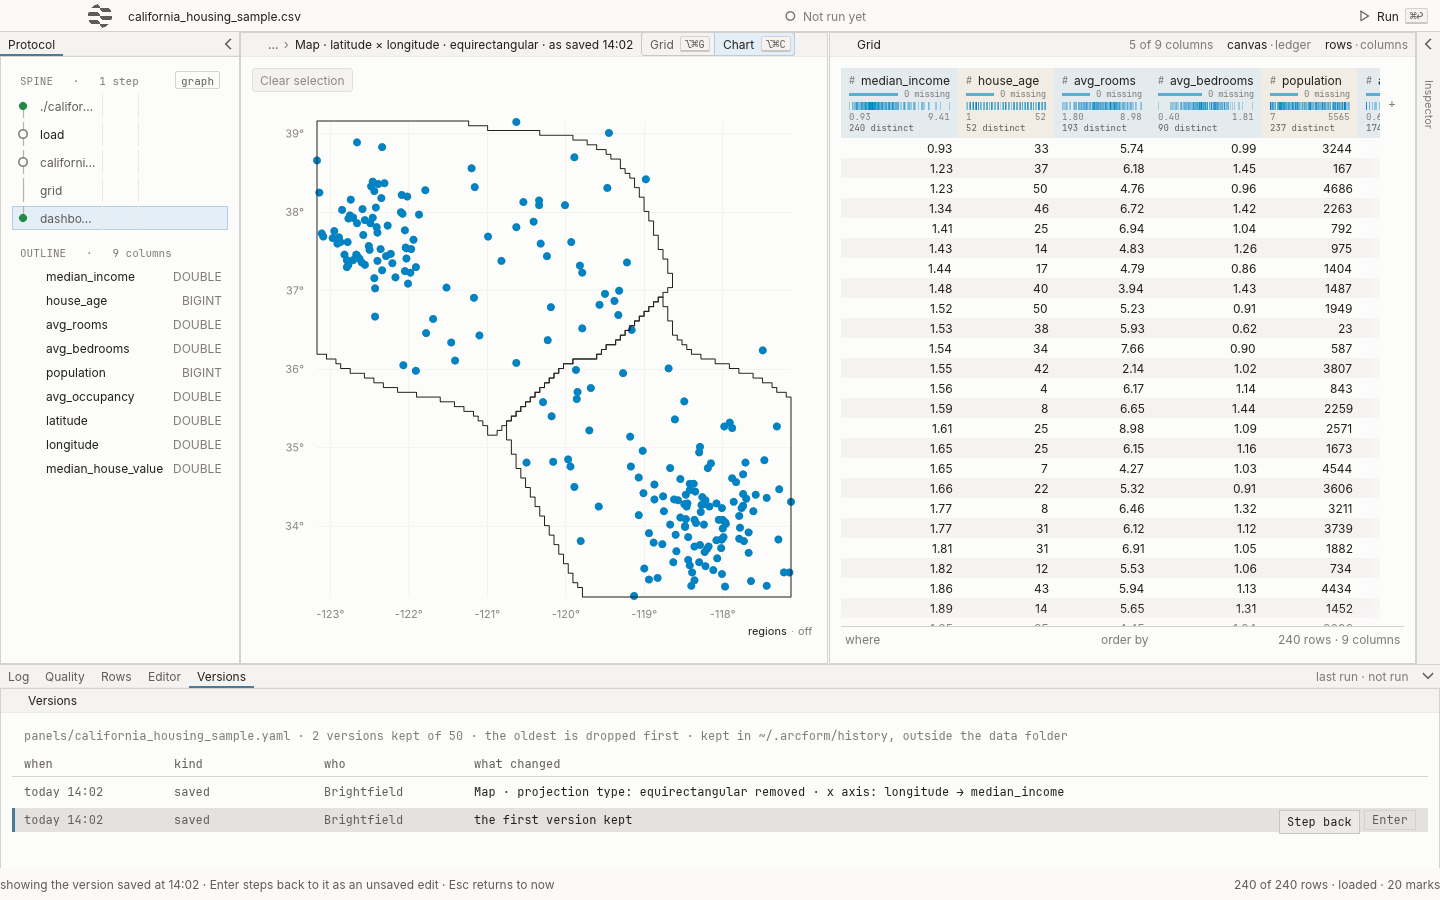 california_housing_sample.csv
Not run yet
Run
Protocol
SPINE · 1 step
graph
./califor...
load
californi...
grid
dashbo...
OUTLINE · 9 columns
median_income DOUBLE
house_age BIGINT
avg_rooms DOUBLE
avg_bedrooms DOUBLE
population BIGINT
avg_occupancy DOUBLE
latitude DOUBLE
longitude DOUBLE
median_house_value DOUBLE
... › Map · latitude × longitude · equirectangular · as saved 14:02
Grid ⌥⌘G
Chart ⌥⌘C
Clear selection
39°
38°
37°
36°
35°
34°
-123° -122° -121° -120° -119° -118°
regions · off
Grid
5 of 9 columns canvas · ledger rows · columns
# median_income # house_age # avg_rooms # avg_bedrooms # population # a
0 missing 0 missing 0 missing 0 missing 0 missing
0.93 9.41 1 52 1.80 8.98 0.40 1.81 7 5565 0.6
240 distinct 52 distinct 193 distinct 90 distinct 237 distinct 174
+
0.93 33 5.74 0.99 3244
1.23 37 6.18 1.45 167
1.23 50 4.76 0.96 4686
1.34 46 6.72 1.42 2263
1.41 25 6.94 1.04 792
1.43 14 4.83 1.26 975
1.44 17 4.79 0.86 1404
1.48 40 3.94 1.43 1487
1.52 50 5.23 0.91 1949
1.53 38 5.93 0.62 23
1.54 34 7.66 0.90 587
1.55 42 2.14 1.02 3807
1.56 4 6.17 1.14 843
1.59 8 6.65 1.44 2259
1.61 25 8.98 1.09 2571
1.65 25 6.15 1.16 1673
1.65 7 4.27 1.03 4544
1.66 22 5.32 0.91 3606
1.77 8 6.46 1.32 3211
1.77 31 6.12 1.12 3739
1.81 31 6.91 1.05 1882
1.82 12 5.53 1.06 734
1.86 43 5.94 1.13 4434
1.89 14 5.65 1.31 1452
where order by 240 rows · 9 columns
Inspector
Log Quality Rows Editor Versions
last run · not run
Versions
panels/california_housing_sample.yaml · 2 versions kept of 50 · the oldest is dropped first · kept in ~/.arcform/history, outside the data folder
when kind who what changed
today 14:02 saved Brightfield Map · projection type: equirectangular removed · x axis: longitude → median_income
today 14:02 saved Brightfield the first version kept
Step back Enter
showing the version saved at 14:02 · Enter steps back to it as an unsaved edit · Esc returns to now
240 of 240 rows · loaded · 20 marks